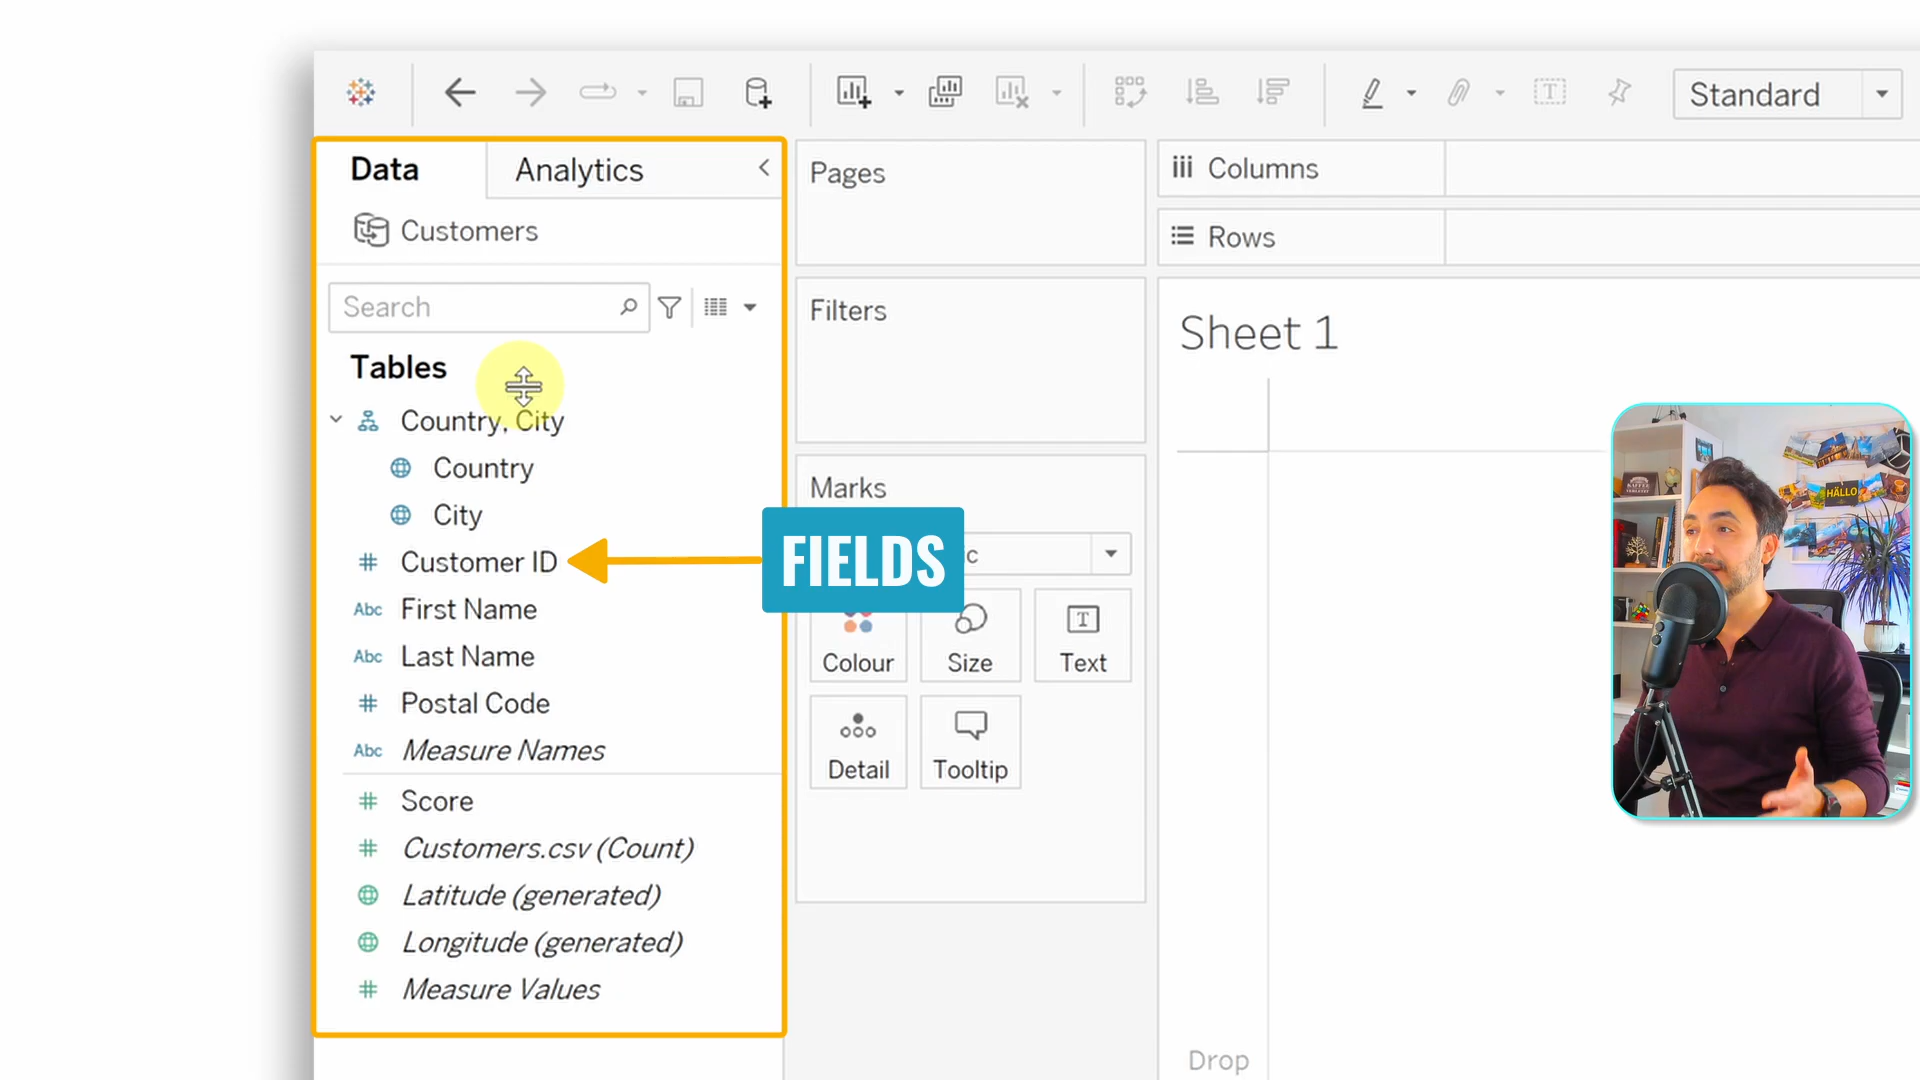 Standard
Data
Analytics
Customers
Search
Tables
Country, City
Country
City
Customer ID
Abc First Name
Abc Last Name
Postal Code
Abc Measure Names
Score
Customers.csv (Count)
Latitude (generated)
Longitude (generated)
Measure Values
Pages
Filters
Marks
FIELDS
c
Colour
Size
T
Text
Detail
Tooltip
Columns
Rows
Sheet 1
Drop
HÄLLO